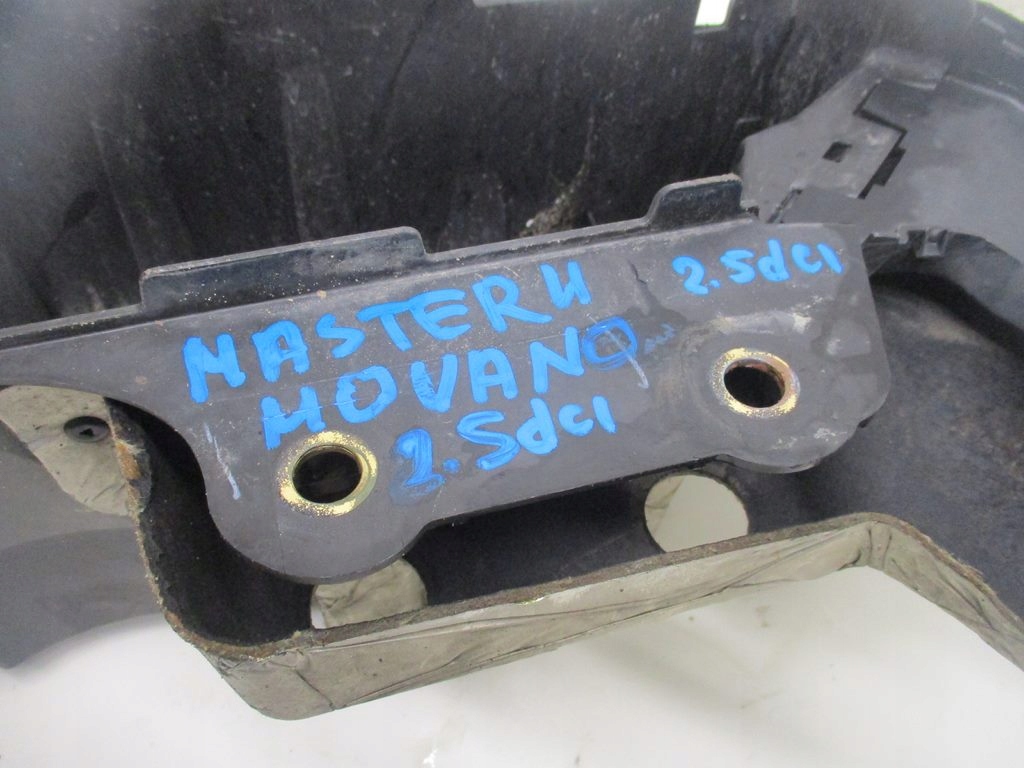 MASTER II
2.5dci
MOVANO
2.5dci